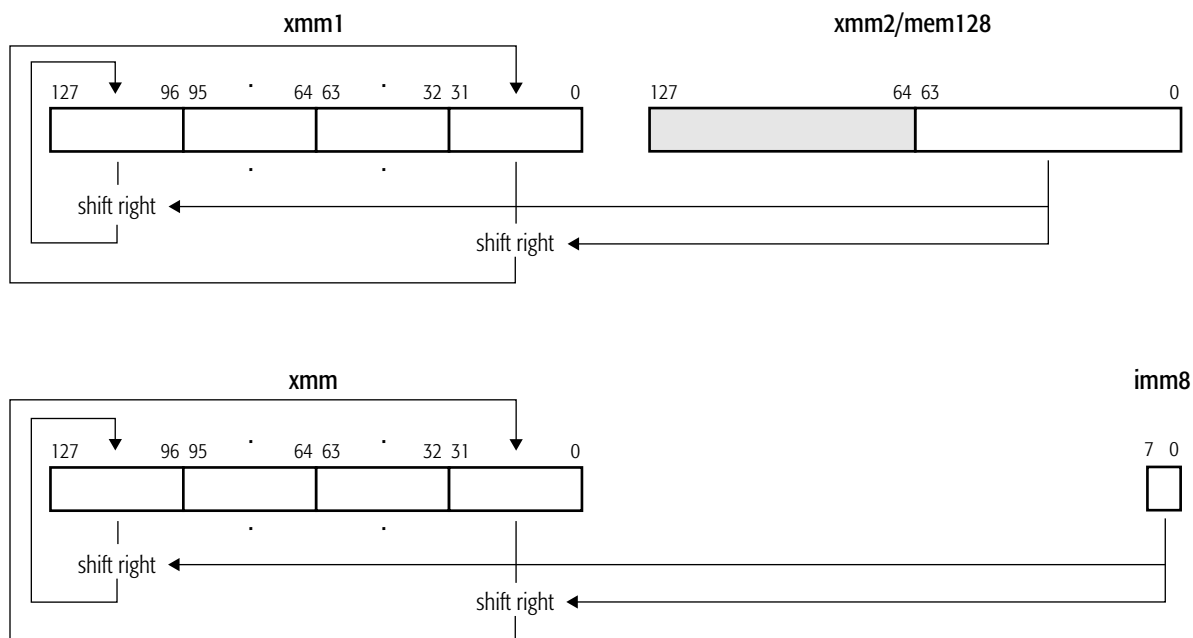 xmm1 xmm2/mem128
127 96 95 . 64 63 . 32 31 0 127 64 63 0
. .
shift right
shift right
xmm imm8
127 96 95 . 64 63 . 32 31 0 7 0
. .
shift right
shift right